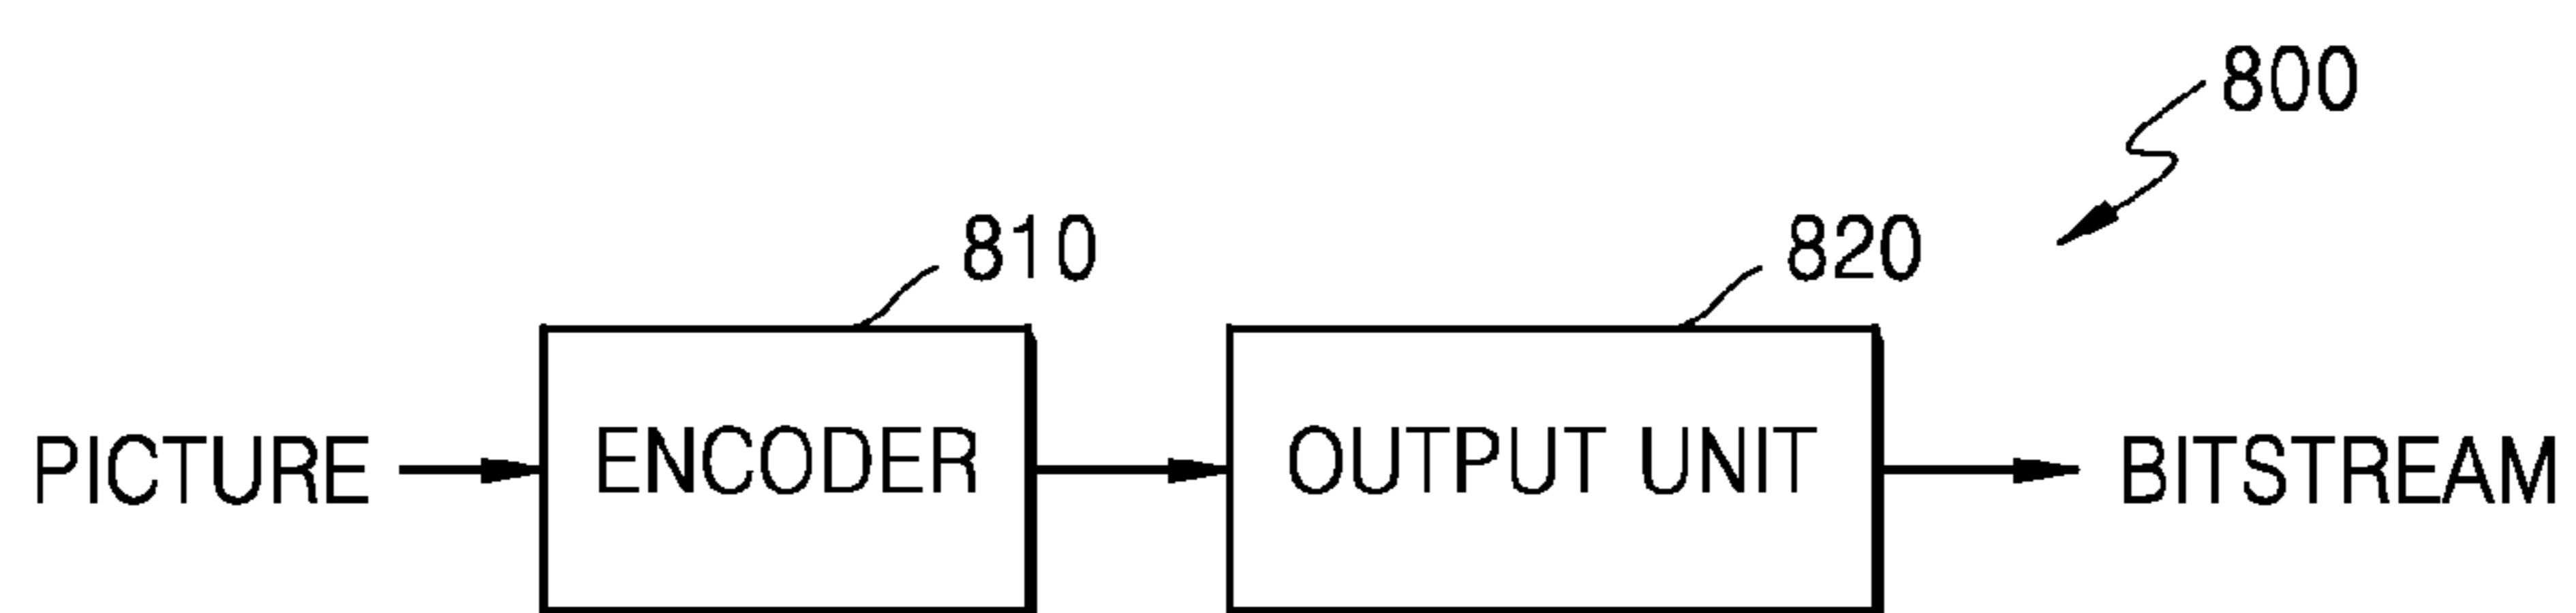 800
810
820
PICTURE
ENCODER
OUTPUT UNIT
BITSTREAM